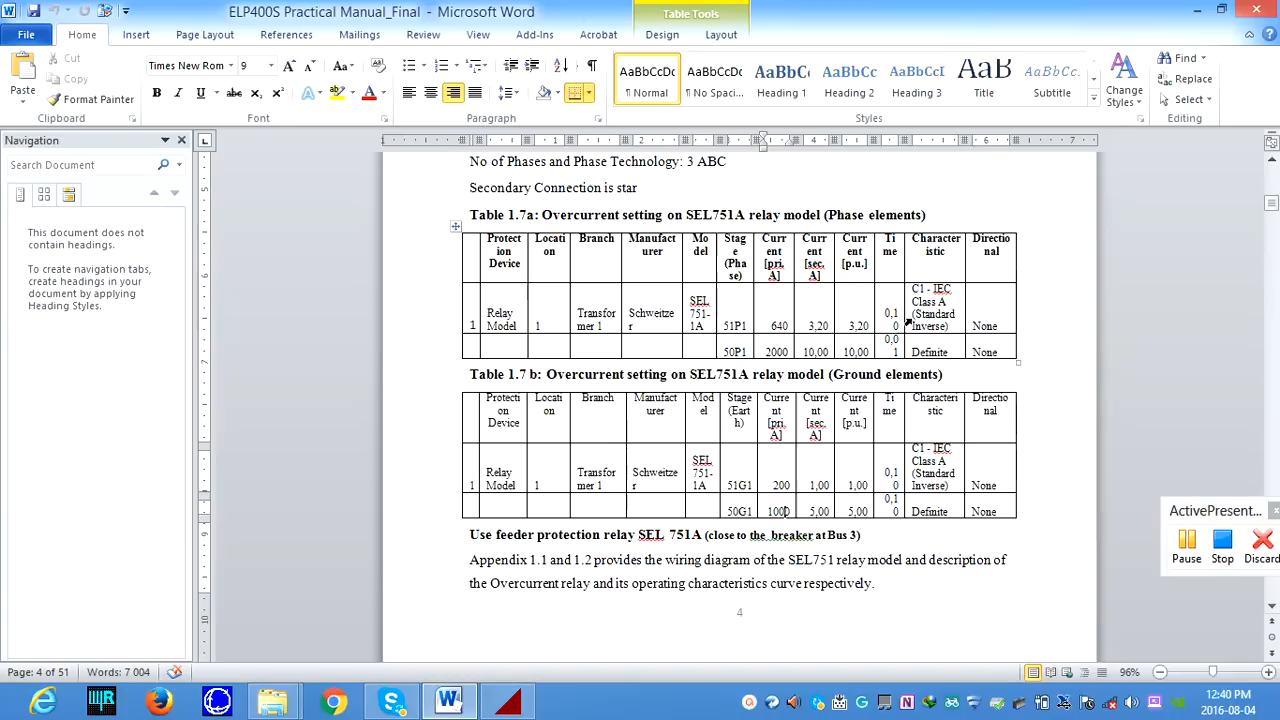 ELP400S Practical Manual_Final - Microsoft Word
Table Tools
File Home Insert Page Layout References Mailings Review View Add-Ins Acrobat Design Layout
Paste
Cut
Copy
Format Painter
Clipboard
Times New Rom 9
Font
Paragraph
AaBbCcDc AaBbCcDc AaBbC AaBbCc AaBbCcI AaB AaBbCc.
¶ Normal ¶ No Spaci... Heading 1 Heading 2 Heading 3 Title Subtitle
Change Styles
Styles
Find
Replace
Select
Editing
Navigation
Search Document
This document does not contain headings.
To create navigation tabs, create headings in your document by applying Heading Styles.
No of Phases and Phase Technology: 3 ABC
Secondary Connection is star
Table 1.7a: Overcurrent setting on SEL751A relay model (Phase elements)
Protection Device Location Branch Manufacturer Model Stage (Phase) Current [pri. A] Current [sec. A] Current [p.u.] Time Characteristic Directional
1 Relay Model 1 Transformer 1 Schweitzer SEL 751-1A 51P1 640 3,20 3,20 0,10 C1 - IEC Class A (Standard Inverse) None
50P1 2000 10,00 10,00 0,01 Definite None
Table 1.7 b: Overcurrent setting on SEL751A relay model (Ground elements)
Protection Device Location Branch Manufacturer Model Stage (Earth) Current [pri. A] Current [sec. A] Current [p.u.] Time Characteristic Directional
1 Relay Model 1 Transformer 1 Schweitzer SEL 751-1A 51G1 200 1,00 1,00 0,10 C1 - IEC Class A (Standard Inverse) None
50G1 1000 5,00 5,00 0,10 Definite None
Use feeder protection relay SEL 751A (close to the breaker at Bus 3)
Appendix 1.1 and 1.2 provides the wiring diagram of the SEL751 relay model and description of
the Overcurrent relay and its operating characteristics curve respectively.
4
ActivePresent...
Pause Stop Discard
Page: 4 of 51 Words: 7 004 96%
12:40 PM
2016-08-04